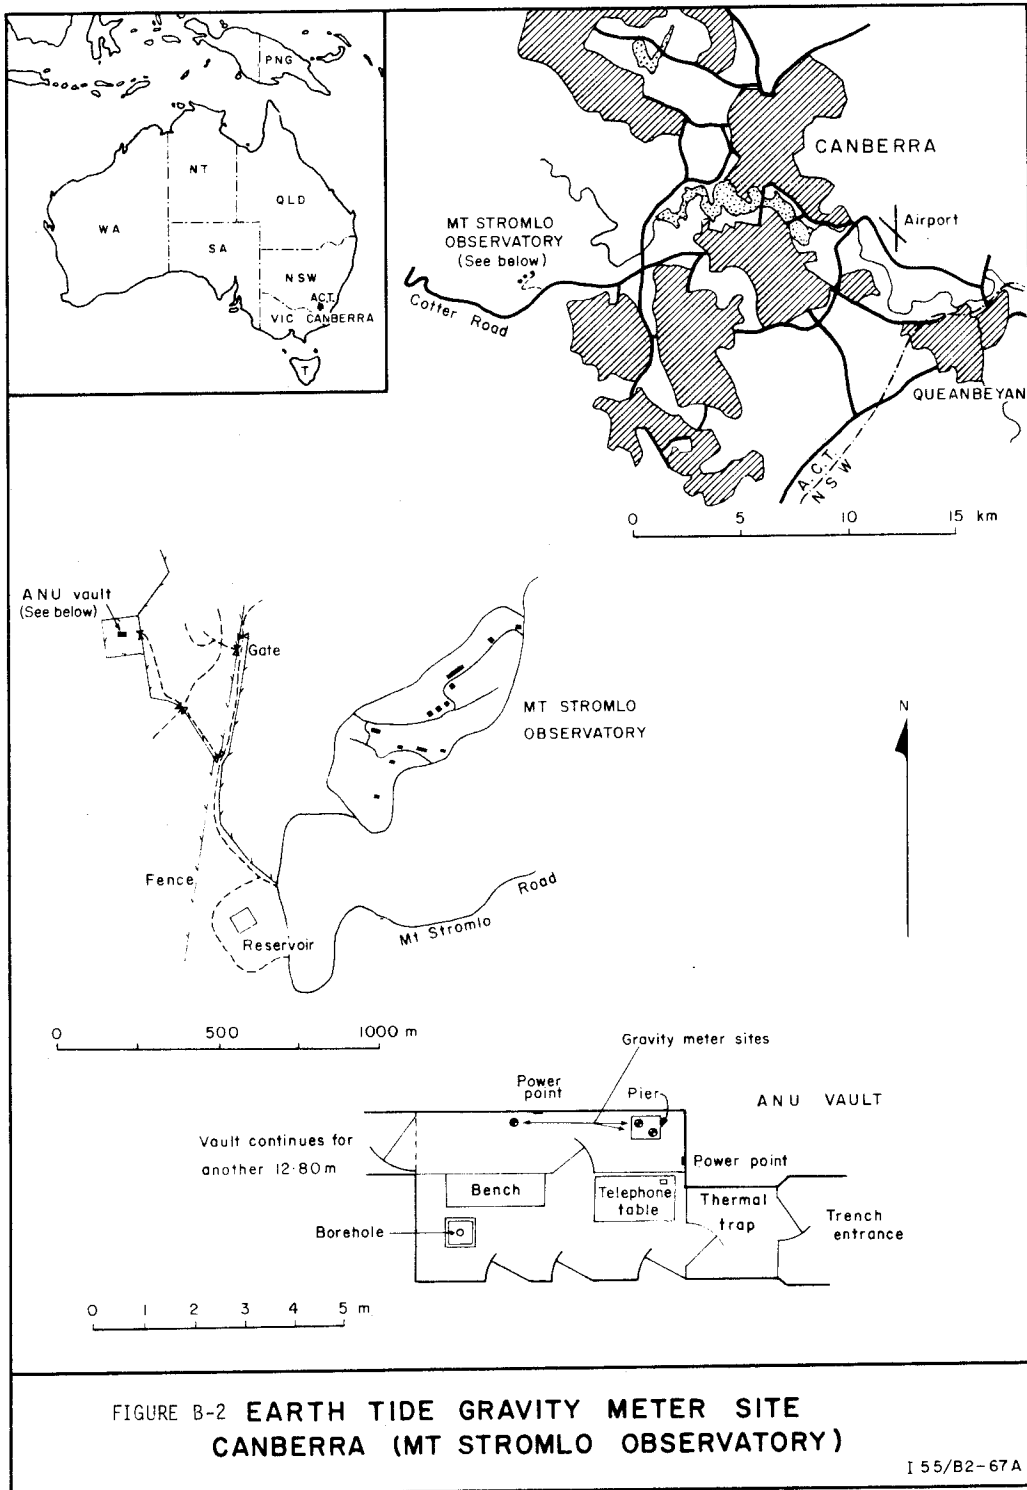 PNG
NT
WA
QLD
SA
NSW
A.C.T.
VIC CANBERRA
T
CANBERRA
MT STROMLO
OBSERVATORY
(See below)
Airport
Cotter Road
QUEANBEYAN
A.C.T.
NSW
0 5 10 15 km
ANU vault
(See below)
Gate
MT STROMLO
OBSERVATORY
N
Fence
Reservoir
Mt Stromlo Road
0 500 1000 m
Gravity meter sites
Power
point
Pier
ANU VAULT
Vault continues for
another 12·80m
Power point
Bench
Telephone
table
Thermal
trap
Trench
entrance
Borehole
0 1 2 3 4 5 m
FIGURE B-2 EARTH TIDE GRAVITY METER SITE
CANBERRA (MT STROMLO OBSERVATORY)
I 55/B2-67A